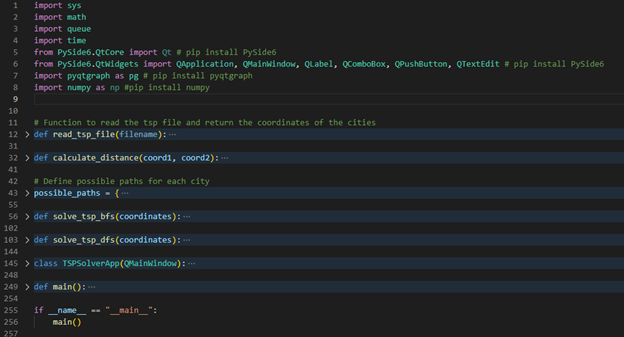 1 import sys
2 import math
3 import queue
4 import time
5 from PySide6.QtCore import Qt # pip install PySide6
6 from PySide6.QtWidgets import QApplication, QMainWindow, QLabel, QComboBox, QPushButton, QTextEdit # pip install PySide6
7 import pyqtgraph as pg # pip install pyqtgraph
8 import numpy as np #pip install numpy
9
10
11 # Function to read the tsp file and return the coordinates of the cities
12 > def read_tsp_file(filename): ···
31
32 > def calculate_distance(coord1, coord2): ···
41
42 # Define possible paths for each city
43 > possible_paths = { ···
55
56 > def solve_tsp_bfs(coordinates): ···
102
103 > def solve_tsp_dfs(coordinates): ···
144
145 > class TSPSolverApp(QMainWindow): ···
248
249 > def main(): ···
254
255 if __name__ == "__main__":
256 main()
257